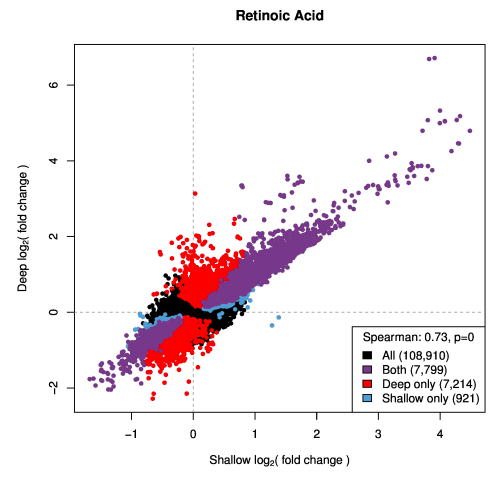 Retinoic Acid
Deep log2( fold change )
6
4
2
0
−2
Spearman: 0.73, p=0
All (108,910)
Both (7,799)
Deep only (7,214)
Shallow only (921)
−1 0 1 2 3 4
Shallow log2( fold change )